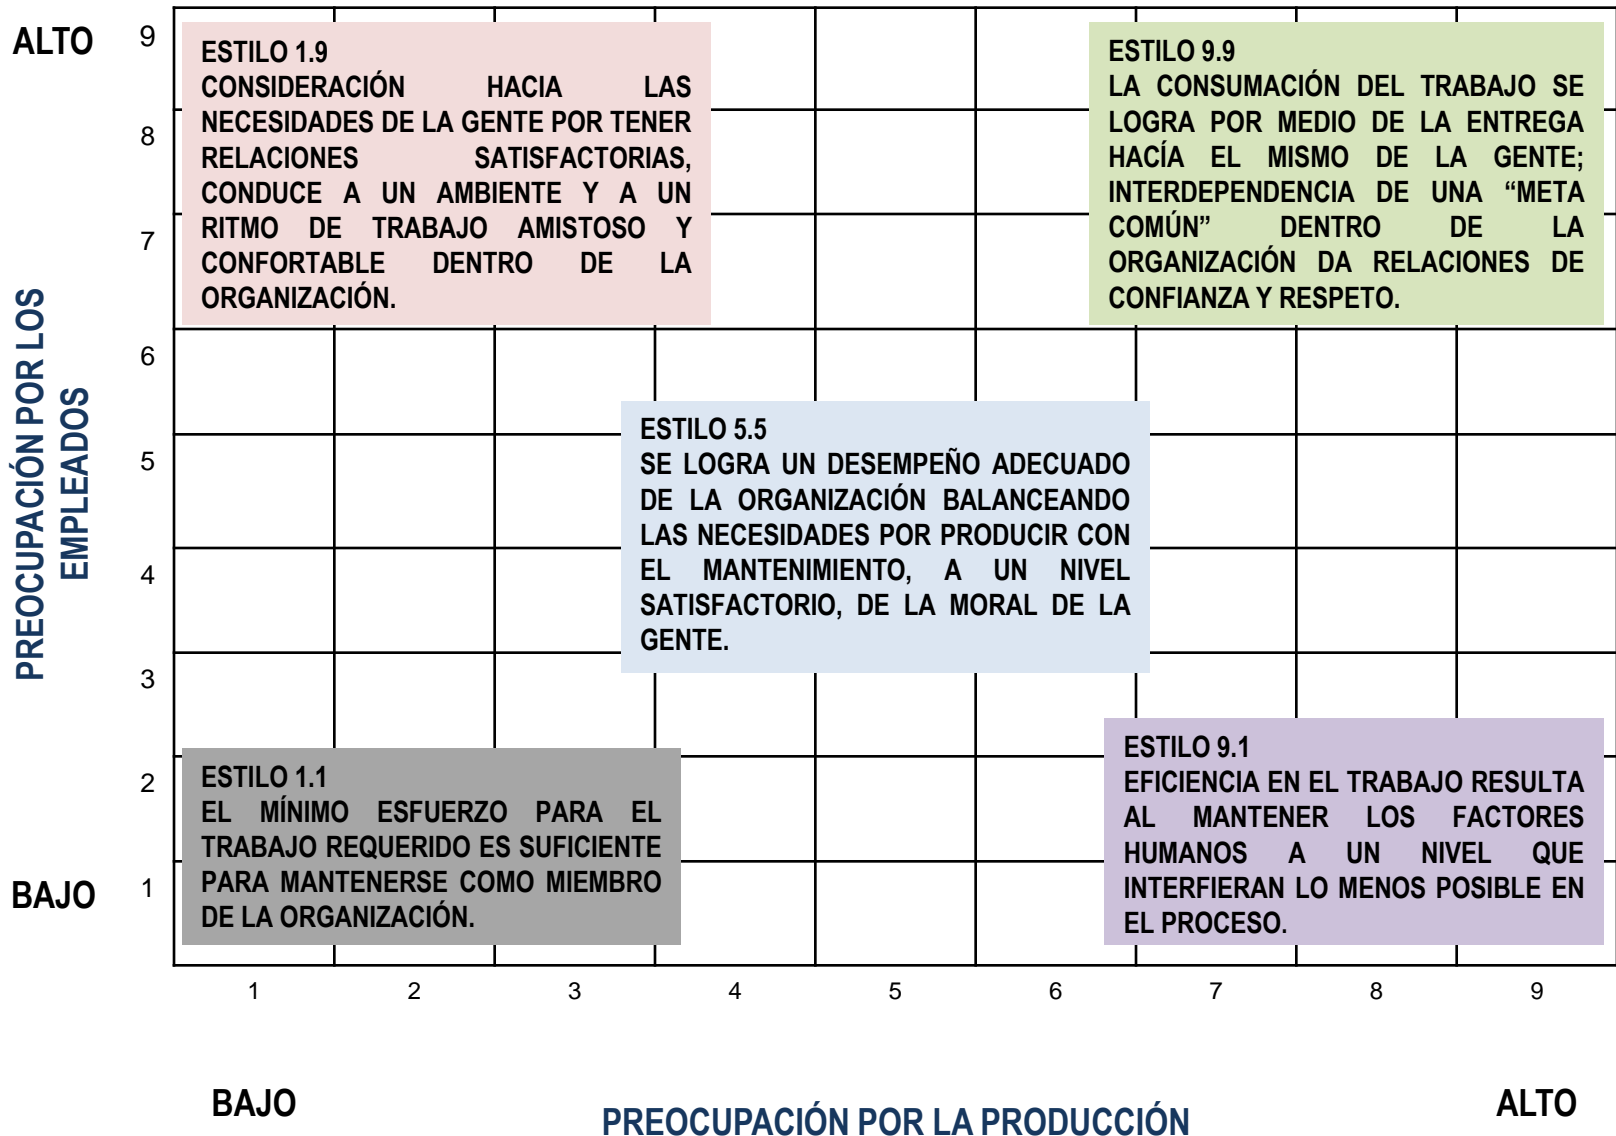 ALTO
9
8
7
6
5
4
3
2
1
BAJO
PREOCUPACIÓN POR LOS
EMPLEADOS
ESTILO 1.9
CONSIDERACIÓN HACIA LAS
NECESIDADES DE LA GENTE POR TENER
RELACIONES SATISFACTORIAS,
CONDUCE A UN AMBIENTE Y A UN
RITMO DE TRABAJO AMISTOSO Y
CONFORTABLE DENTRO DE LA
ORGANIZACIÓN.
ESTILO 9.9
LA CONSUMACIÓN DEL TRABAJO SE
LOGRA POR MEDIO DE LA ENTREGA
HACÍA EL MISMO DE LA GENTE;
INTERDEPENDENCIA DE UNA “META
COMÚN” DENTRO DE LA
ORGANIZACIÓN DA RELACIONES DE
CONFIANZA Y RESPETO.
ESTILO 5.5
SE LOGRA UN DESEMPEÑO ADECUADO
DE LA ORGANIZACIÓN BALANCEANDO
LAS NECESIDADES POR PRODUCIR CON
EL MANTENIMIENTO, A UN NIVEL
SATISFACTORIO, DE LA MORAL DE LA
GENTE.
ESTILO 1.1
EL MÍNIMO ESFUERZO PARA EL
TRABAJO REQUERIDO ES SUFICIENTE
PARA MANTENERSE COMO MIEMBRO
DE LA ORGANIZACIÓN.
ESTILO 9.1
EFICIENCIA EN EL TRABAJO RESULTA
AL MANTENER LOS FACTORES
HUMANOS A UN NIVEL QUE
INTERFIERAN LO MENOS POSIBLE EN
EL PROCESO.
1 2 3 4 5 6 7 8 9
BAJO
PREOCUPACIÓN POR LA PRODUCCIÓN
ALTO